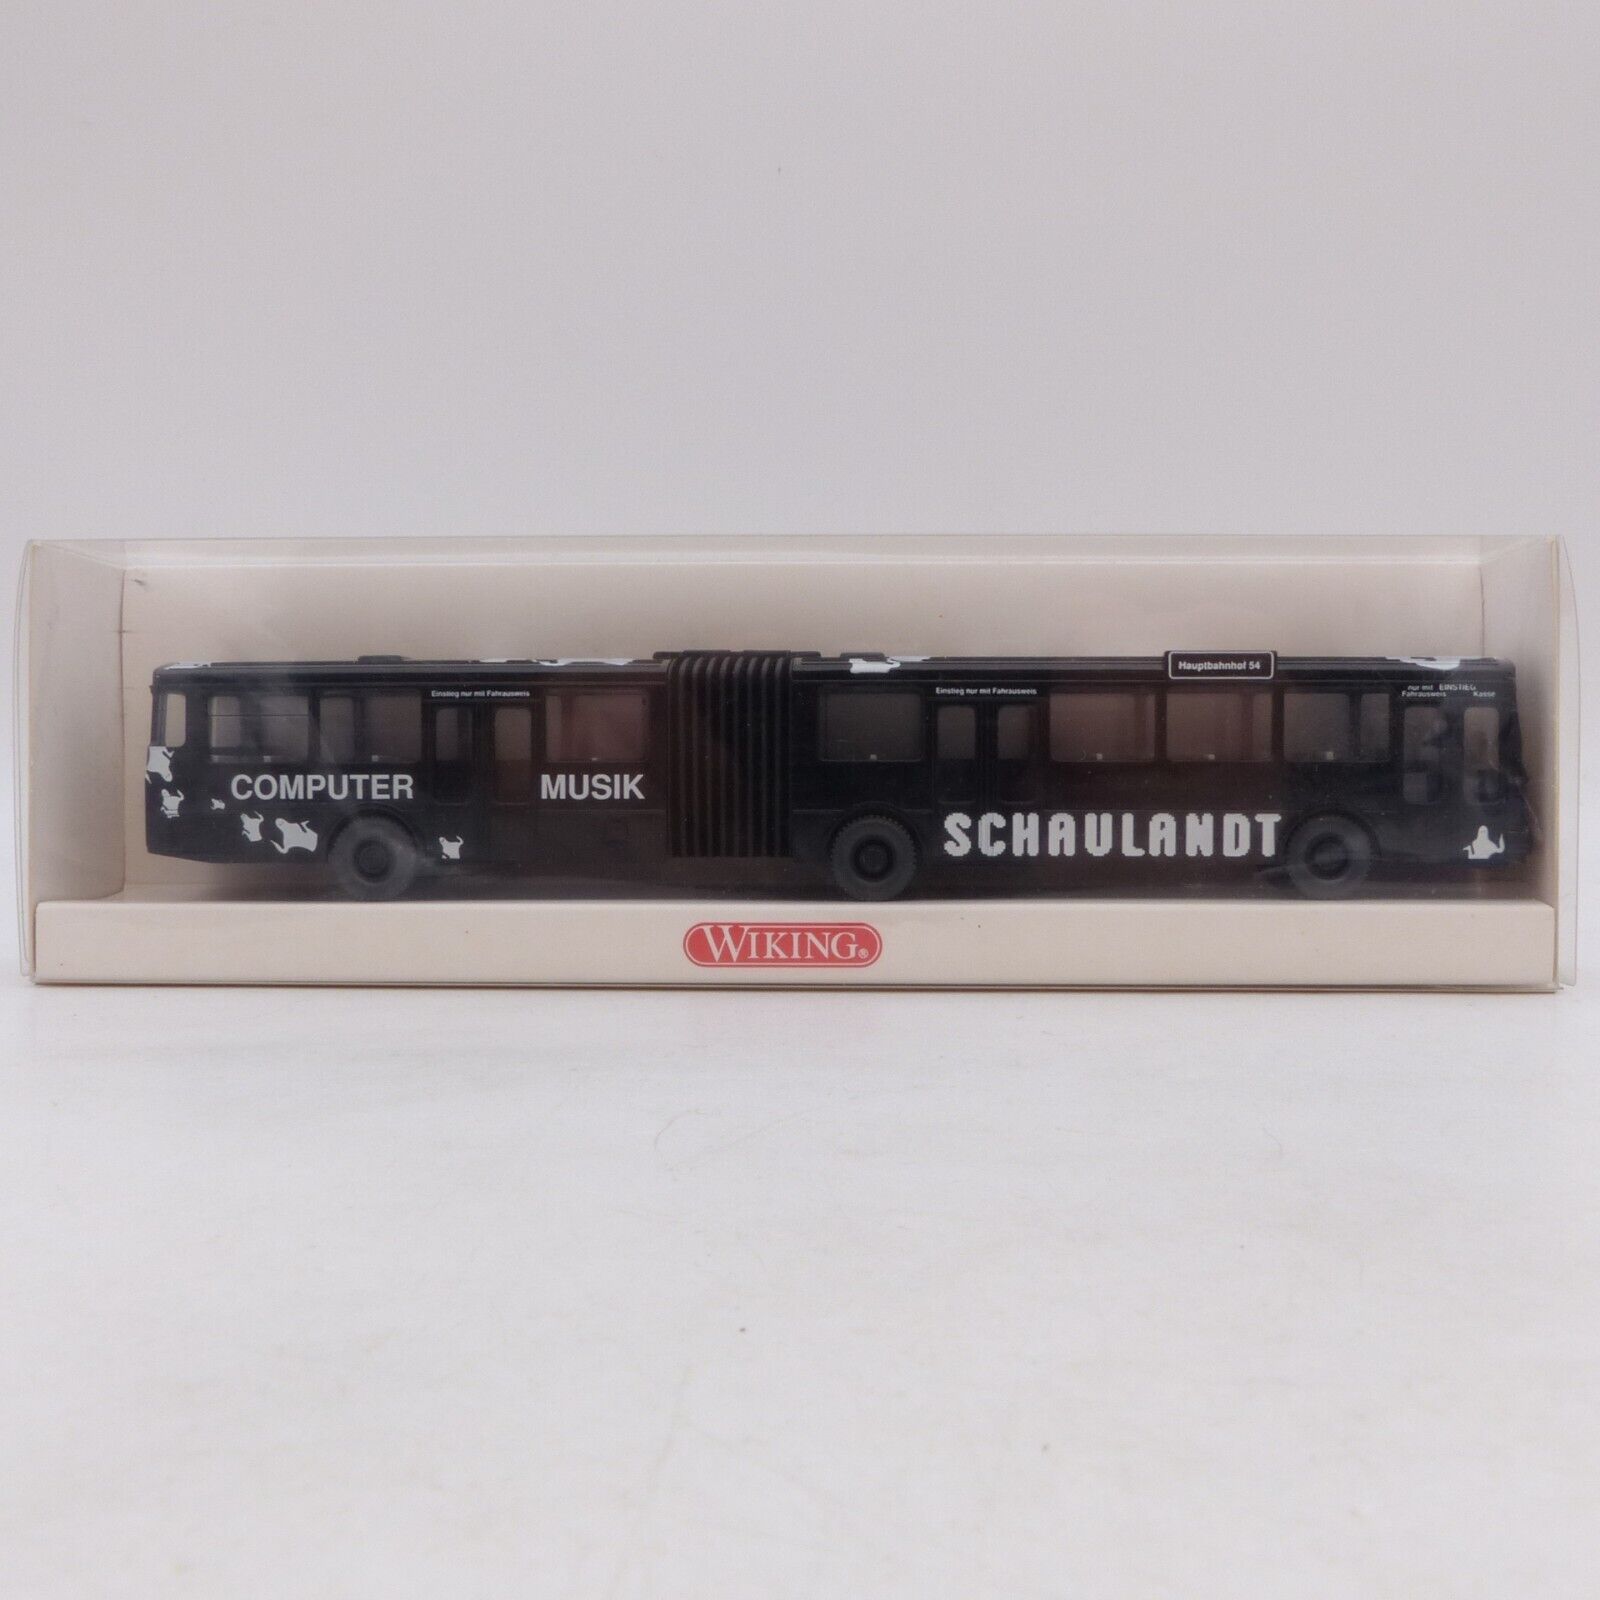 Hauptbahnhof 54
Einstieg nur mit Fahrausweis
Einstieg nur mit Fahrausweis
nur mit EINSTIEG
Fahrausweis Kasse
COMPUTER MUSIK
SCHAULANDT
WIKING®